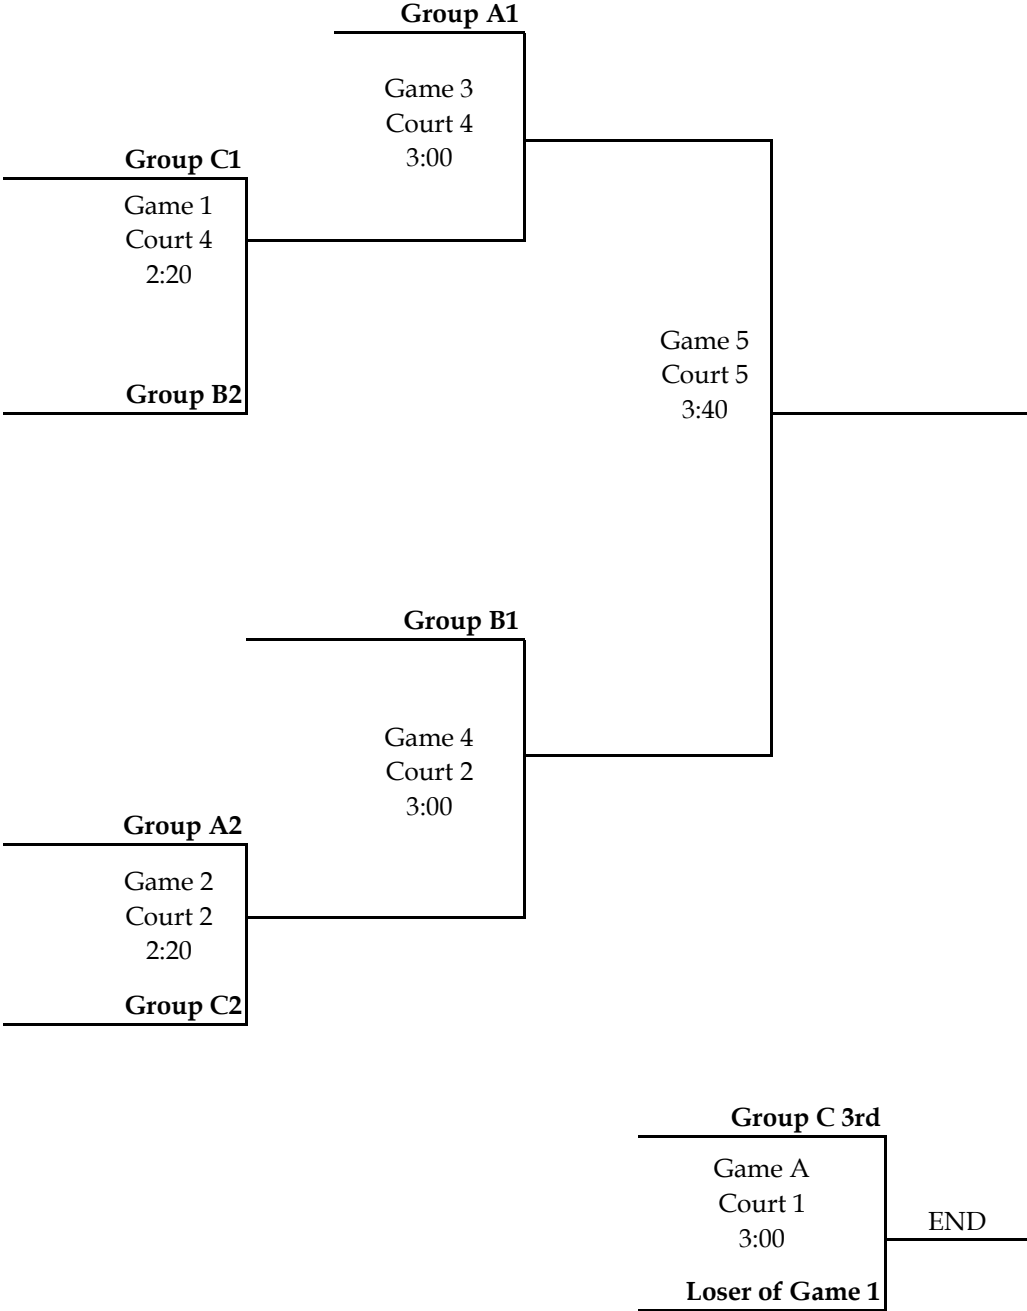 Group A1
Game 3
Court 4
3:00
Group C1
Game 1
Court 4
2:20
Group B2
Game 5
Court 5
3:40
Group B1
Game 4
Court 2
3:00
Group A2
Game 2
Court 2
2:20
Group C2
Group C 3rd
Game A
Court 1
3:00
END
Loser of Game 1